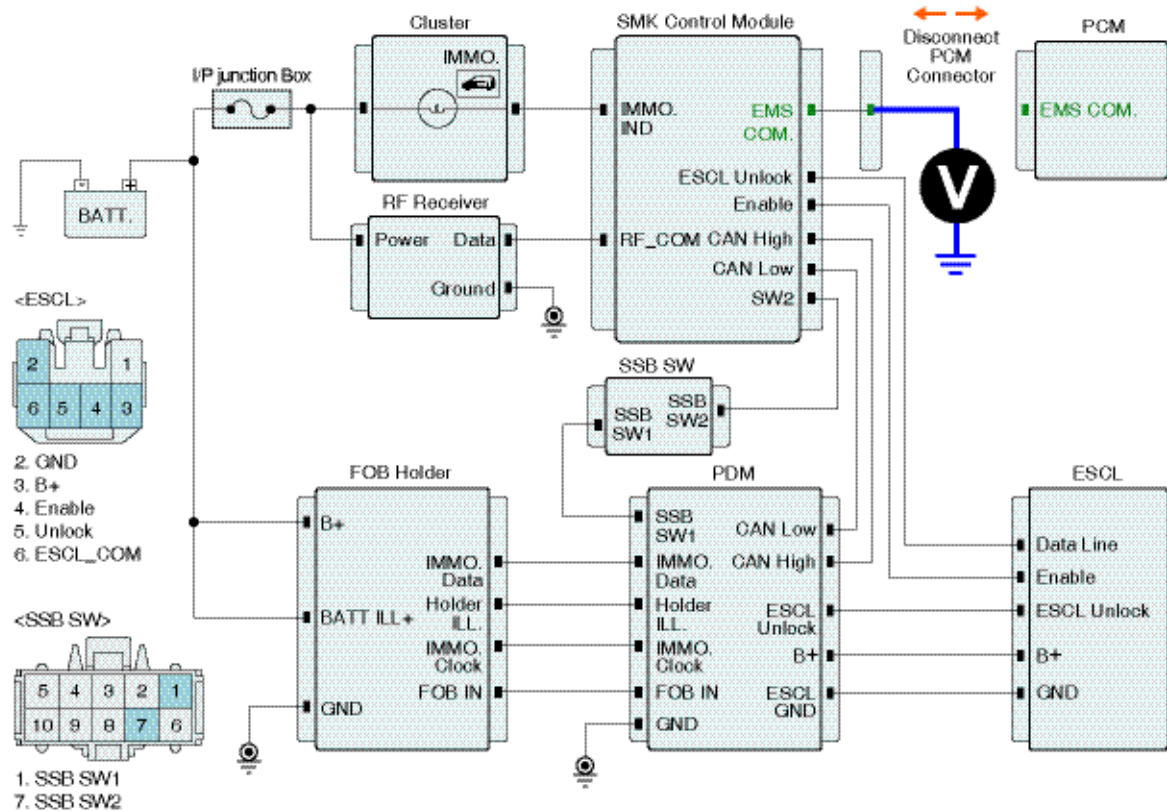 Cluster
SMK Control Module
Disconnect
PCM
Connector
PCM
I/P junction Box
IMMO.
IMMO.
IND
EMS
COM.
EMS COM.
V
ESCL Unlock
Enable
- +
BATT.
RF Receiver
Power
Data
Ground
RF_COM
CAN High
CAN Low
SW2
<ESCL>
2 1
6 5 4 3
2. GND
3. B+
4. Enable
5. Unlock
6. ESCL_COM
SSB SW
SSB
SW1
SSB
SW2
FOB Holder
B+
IMMO.
Data
BATT ILL+
Holder
ILL.
IMMO.
Clock
FOB IN
GND
PDM
SSB
SW1
CAN Low
IMMO.
Data
CAN High
Holder
ILL.
ESCL
Unlock
IMMO.
Clock
B+
FOB IN
ESCL
GND
GND
ESCL
Data Line
Enable
ESCL Unlock
B+
GND
<SSB SW>
5 4 3 2 1
10 9 8 7 6
1. SSB SW1
7. SSB SW2